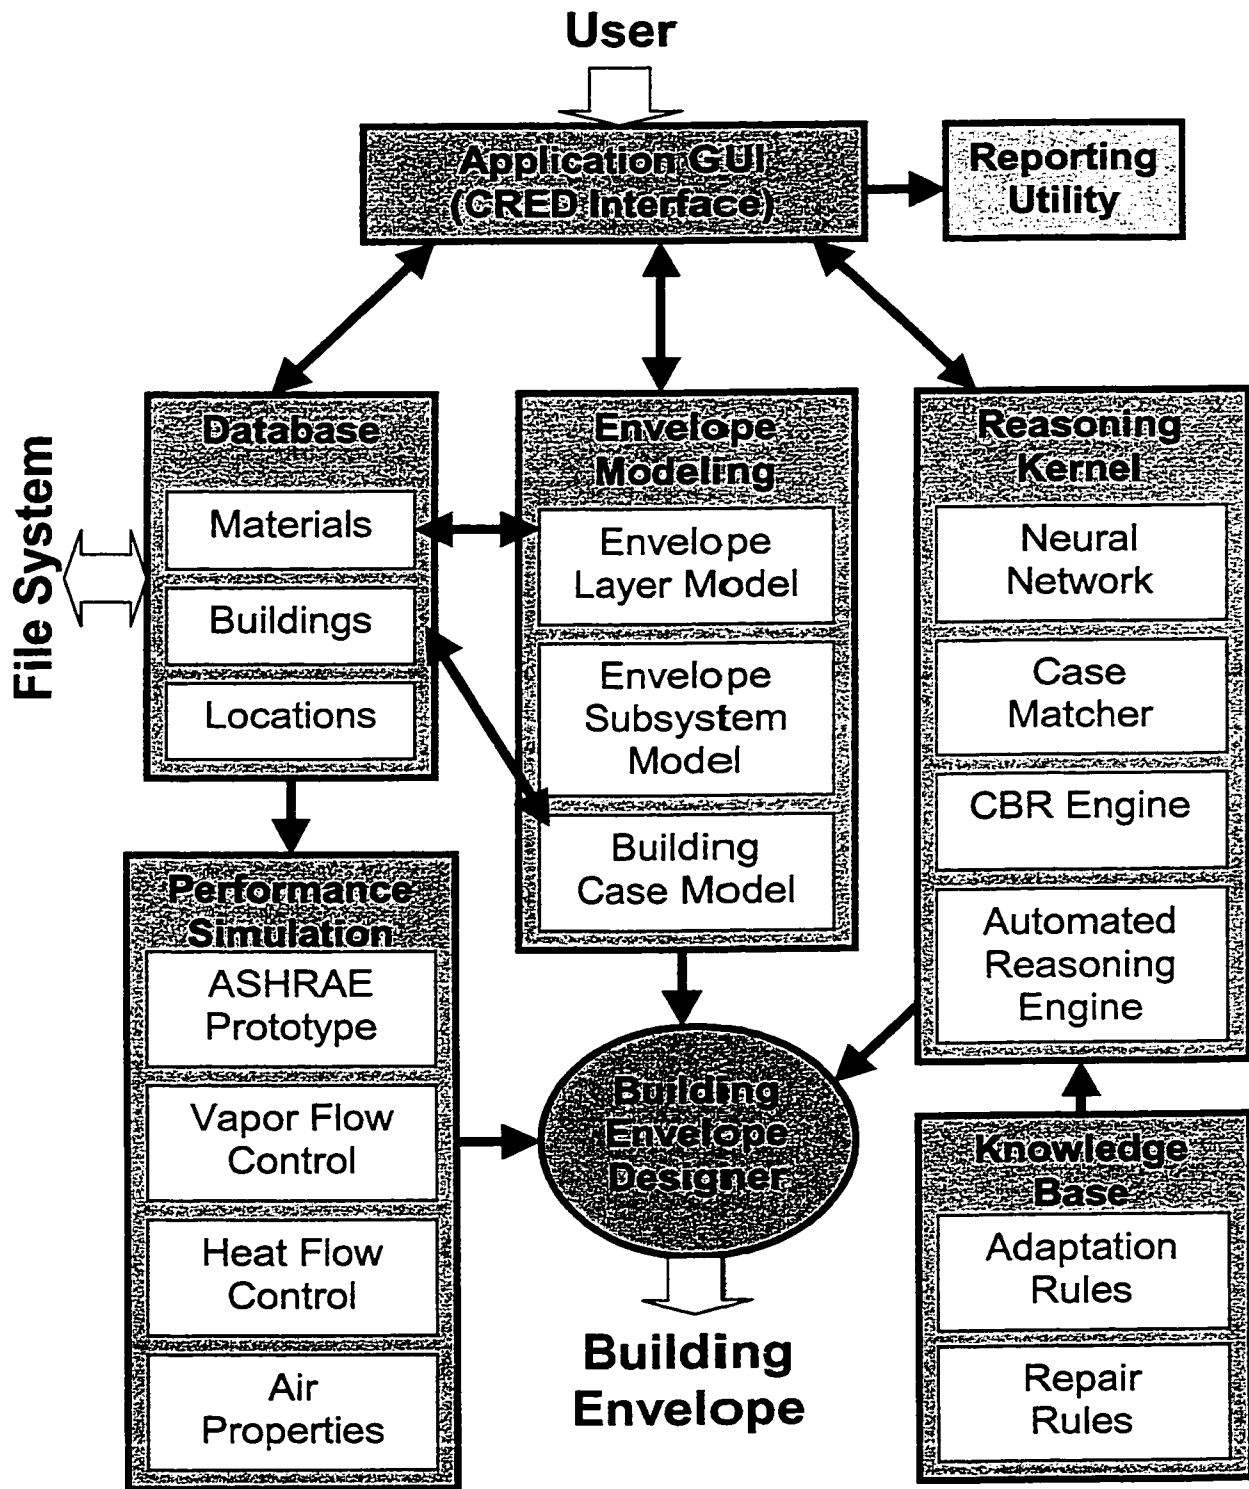 User
Application GUI
(CRED Interface)
Reporting
Utility
File System
Database
Materials
Buildings
Locations
Envelope
Modeling
Envelope
Layer Model
Envelope
Subsystem
Model
Building
Case Model
Reasoning
Kernel
Neural
Network
Case
Matcher
CBR Engine
Automated
Reasoning
Engine
Performance
Simulation
ASHRAE
Prototype
Vapor Flow
Control
Heat Flow
Control
Air
Properties
Building
Envelope
Designer
Knowledge
Base
Adaptation
Rules
Repair
Rules
Building
Envelope